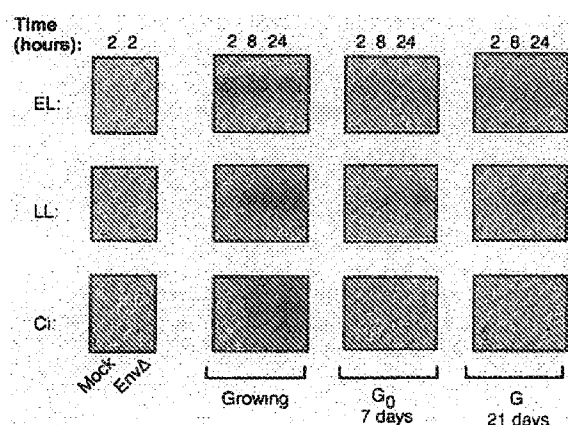 Time
(hours): 2 2 2 8 24 2 8 24 2 8 24
EL:
LL:
Ci:
Mock EnvΔ
Growing G0 G
7 days 21 days